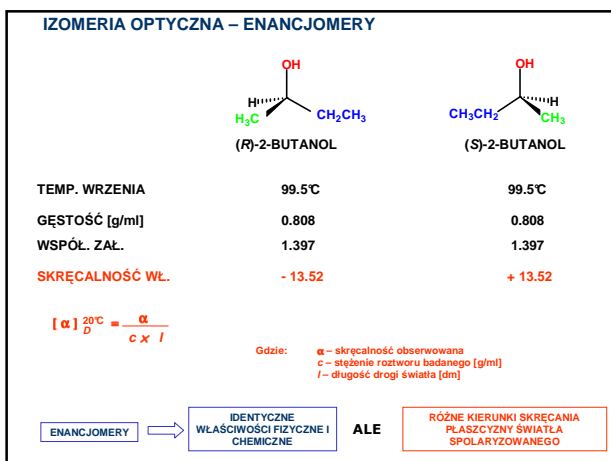 IZOMERIA OPTYCZNA – ENANCJOMERY
OH
H
H₃C
CH₂CH₃
(R)-2-BUTANOL
OH
CH₃CH₂
H
CH₃
(S)-2-BUTANOL
TEMP. WRZENIA 99.5°C 99.5°C
GĘSTOŚĆ [g/ml] 0.808 0.808
WSPÓŁ. ZAŁ. 1.397 1.397
SKRĘCALNOŚĆ WŁ. - 13.52 + 13.52
[ α ] 20°C D = α / c x l
Gdzie: α – skręcalność obserwowana
c – stężenie roztworu badanego [g/ml]
l – długość drogi światła [dm]
ENANCJOMERY
IDENTYCZNE
WŁAŚCIWOŚCI FIZYCZNE I
CHEMICZNE
ALE
RÓŻNE KIERUNKI SKRĘCANIA
PŁASZCZYNY ŚWIATŁA
SPOLARYZOWANEGO